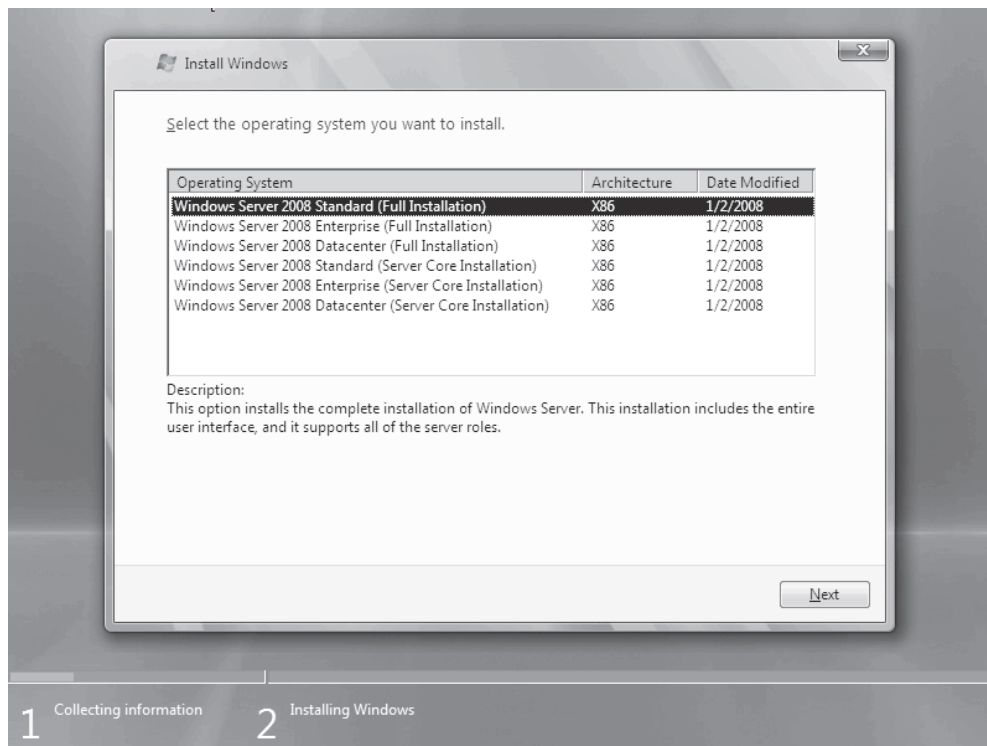 Install Windows
Select the operating system you want to install.
Operating System Architecture Date Modified
Windows Server 2008 Standard (Full Installation) X86 1/2/2008
Windows Server 2008 Enterprise (Full Installation) X86 1/2/2008
Windows Server 2008 Datacenter (Full Installation) X86 1/2/2008
Windows Server 2008 Standard (Server Core Installation) X86 1/2/2008
Windows Server 2008 Enterprise (Server Core Installation) X86 1/2/2008
Windows Server 2008 Datacenter (Server Core Installation) X86 1/2/2008
Description:
This option installs the complete installation of Windows Server. This installation includes the entire
user interface, and it supports all of the server roles.
Next
1 Collecting information 2 Installing Windows